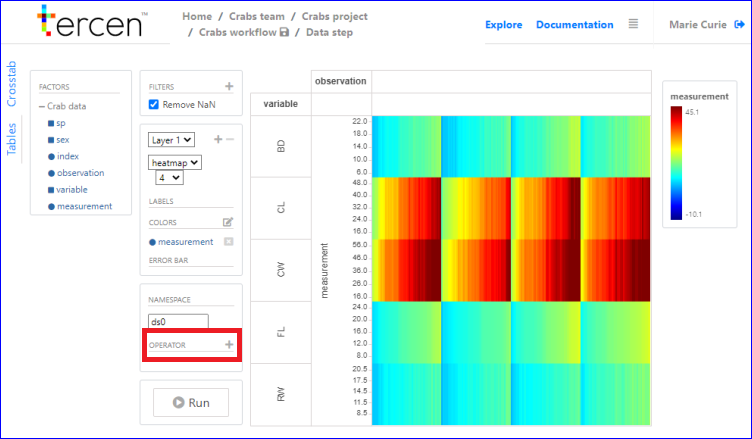 tercen™
Home / Crabs team / Crabs project
/ Crabs workflow / Data step
Explore Documentation
Marie Curie
Crosstab
Tables
FACTORS
Crab data
sp
sex
index
observation
variable
measurement
FILTERS +
Remove NaN
Layer 1 + −
heatmap
4
LABELS
COLORS
measurement
ERROR BAR
NAMESPACE
ds0
OPERATOR +
Run
observation
variable
measurement
BD
22.0
18.0
14.0
10.0
6.0
CL
48.0
40.0
32.0
24.0
16.0
CW
56.0
46.0
36.0
26.0
16.0
FL
24.0
20.0
16.0
12.0
8.0
RW
20.5
17.5
14.5
11.5
8.5
measurement
45.1
-10.1